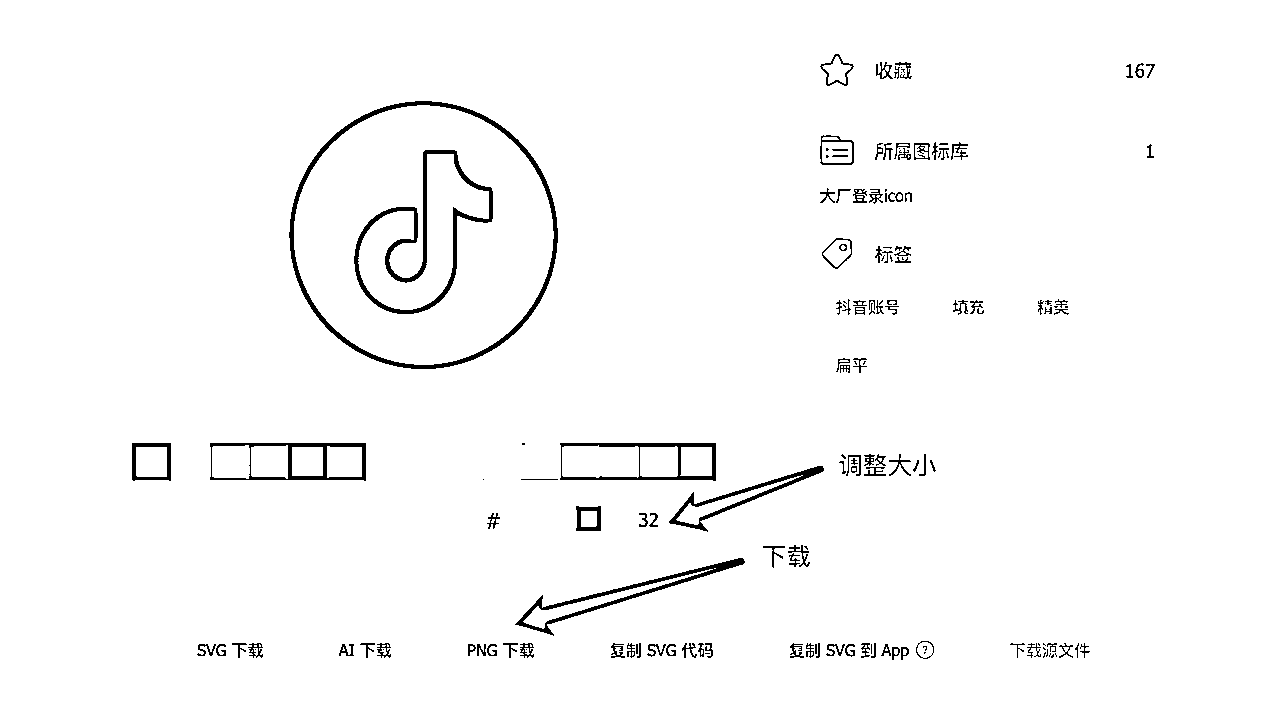 收藏 167
所属图标库 1
大厂登录icon
标签
抖音账号 填充 精美
扁平
调整大小
# 32
下载
SVG 下载 AI 下载 PNG 下载 复制 SVG 代码 复制 SVG 到 App ? 下载源文件